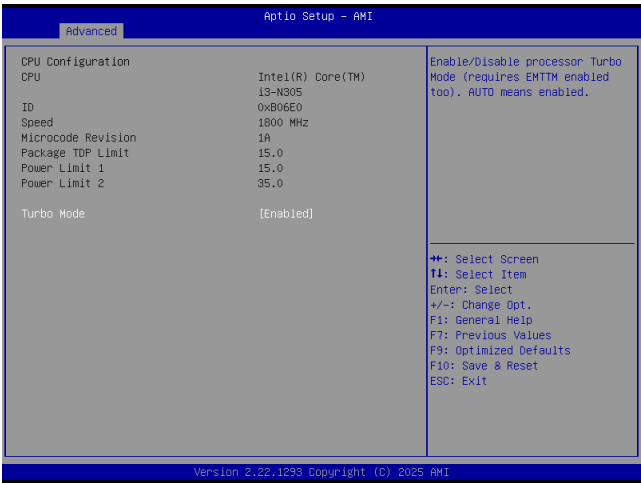 Aptio Setup – AMI
Advanced
CPU Configuration
CPU Intel(R) Core(TM)
i3-N305
ID 0xB06E0
Speed 1800 MHz
Microcode Revision 1A
Package TDP Limit 15.0
Power Limit 1 15.0
Power Limit 2 35.0
Turbo Mode [Enabled]
Enable/Disable processor Turbo
Mode (requires EMTTM enabled
too). AUTO means enabled.
→←: Select Screen
↑↓: Select Item
Enter: Select
+/-: Change Opt.
F1: General Help
F7: Previous Values
F9: Optimized Defaults
F10: Save & Reset
ESC: Exit
Version 2.22.1293 Copyright (C) 2025 AMI